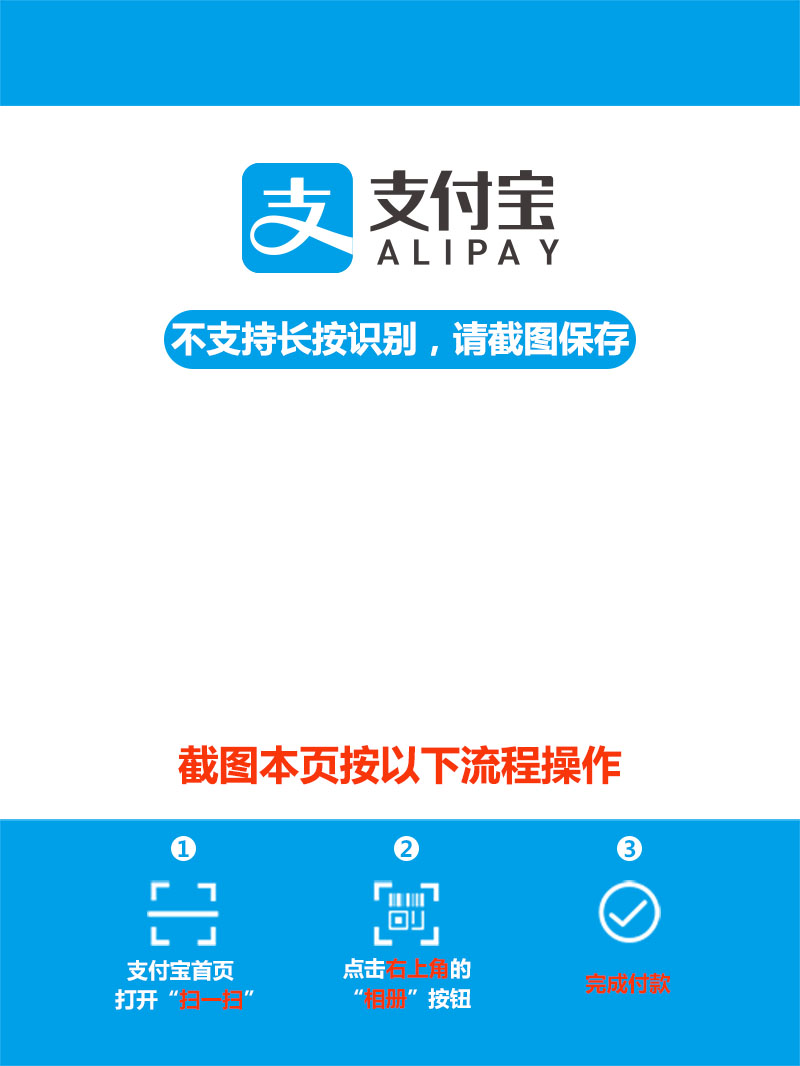 支付宝
ALIPAY
不支持长按识别，请截图保存
截图本页按以下流程操作
1
支付宝首页
打开“扫一扫”
2
点击右上角的
“相册”按钮
3
完成付款